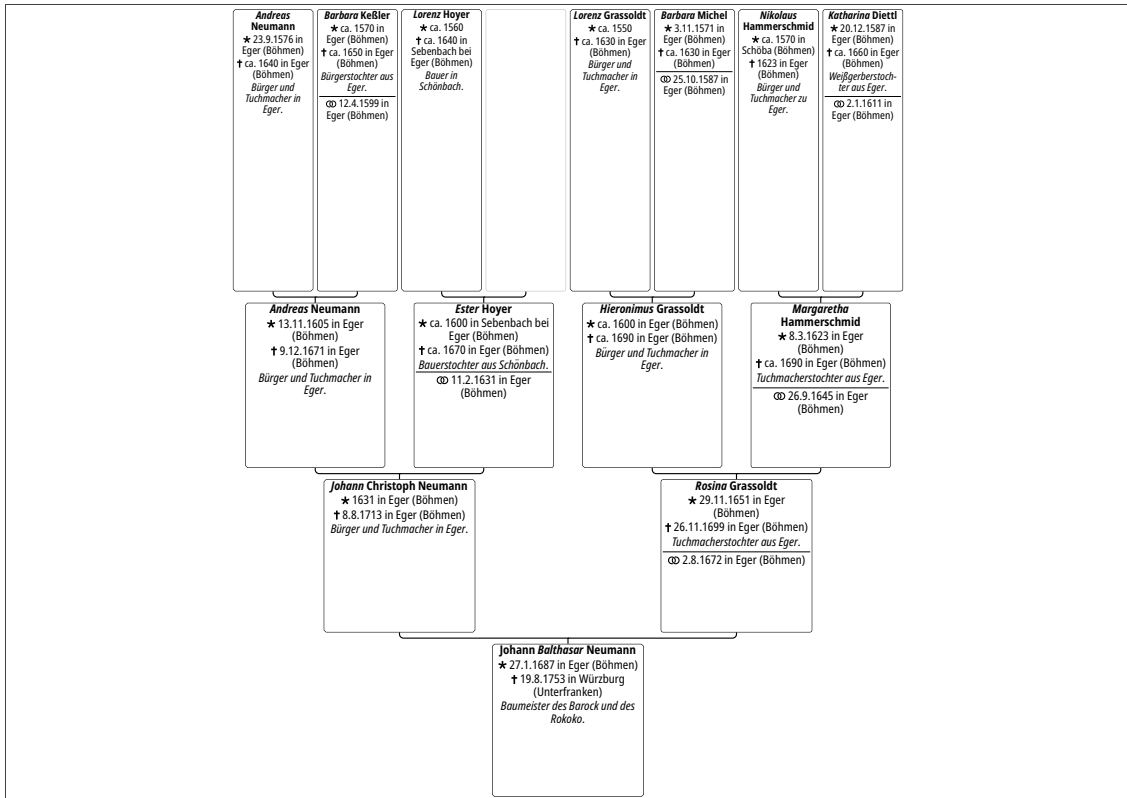 Andreas
Neumann
★ 23.9.1576 in
Eger (Böhmen)
† ca. 1640 in Eger
(Böhmen)
Bürger und
Tuchmacher in
Eger.
Barbara Keßler
★ ca. 1570 in
Eger (Böhmen)
† ca. 1650 in Eger
(Böhmen)
Bürgerstochter aus
Eger.
⚭ 12.4.1599 in
Eger (Böhmen)
Lorenz Hoyer
★ ca. 1560
† ca. 1640 in
Sebenbach bei
Eger (Böhmen)
Bauer in
Schönbach.
Lorenz Grassoldt
★ ca. 1550
† ca. 1630 in Eger
(Böhmen)
Bürger und
Tuchmacher in
Eger.
Barbara Michel
★ 3.11.1571 in
Eger (Böhmen)
† ca. 1630 in Eger
(Böhmen)
⚭ 25.10.1587 in
Eger (Böhmen)
Nikolaus
Hammerschmid
★ ca. 1570 in
Schöba (Böhmen)
† 1623 in Eger
(Böhmen)
Bürger und
Tuchmacher zu
Eger.
Katharina Diettl
★ 20.12.1587 in
Eger (Böhmen)
† ca. 1660 in Eger
(Böhmen)
Weißgerberstoch-
ter aus Eger.
⚭ 2.1.1611 in
Eger (Böhmen)
Andreas Neumann
★ 13.11.1605 in Eger
(Böhmen)
† 9.12.1671 in Eger
(Böhmen)
Bürger und Tuchmacher in
Eger.
Ester Hoyer
★ ca. 1600 in Sebenbach bei
Eger (Böhmen)
† ca. 1670 in Eger (Böhmen)
Bauerstochter aus Schönbach.
⚭ 11.2.1631 in Eger
(Böhmen)
Hieronimus Grassoldt
★ ca. 1600 in Eger (Böhmen)
† ca. 1690 in Eger (Böhmen)
Bürger und Tuchmacher in
Eger.
Margaretha
Hammerschmid
★ 8.3.1623 in Eger
(Böhmen)
† ca. 1690 in Eger (Böhmen)
Tuchmacherstochter aus Eger.
⚭ 26.9.1645 in Eger
(Böhmen)
Johann Christoph Neumann
★ 1631 in Eger (Böhmen)
† 8.8.1713 in Eger (Böhmen)
Bürger und Tuchmacher in Eger.
Rosina Grassoldt
★ 29.11.1651 in Eger
(Böhmen)
† 26.11.1699 in Eger (Böhmen)
Tuchmacherstochter aus Eger.
⚭ 2.8.1672 in Eger (Böhmen)
Johann Balthasar Neumann
★ 27.1.1687 in Eger (Böhmen)
† 19.8.1753 in Würzburg
(Unterfranken)
Baumeister des Barock und des
Rokoko.